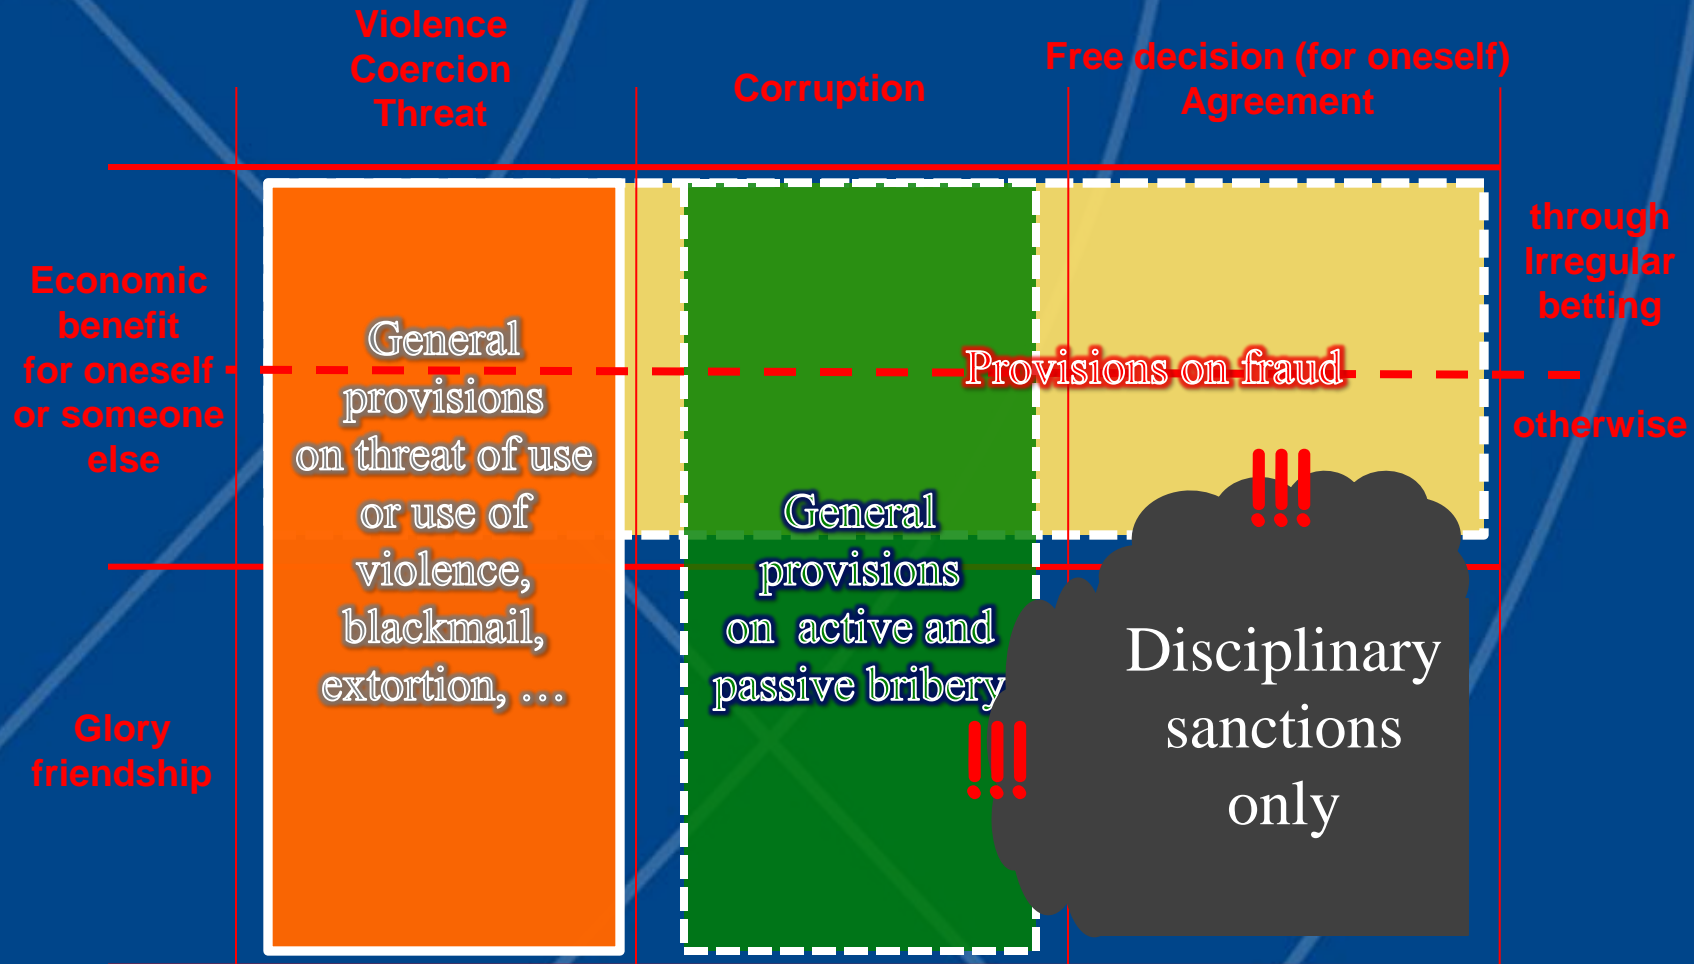 Violence
Coercion
Threat
Corruption
Free decision (for oneself)
Agreement
Economic
benefit
for oneself
or someone
else
Glory
friendship
General
provisions
on threat of use
or use of
violence,
blackmail,
extortion, …
General
provisions
on active and
passive bribery
Provisions on fraud
through
Irregular
betting
otherwise
!!!
!!!
Disciplinary
sanctions
only